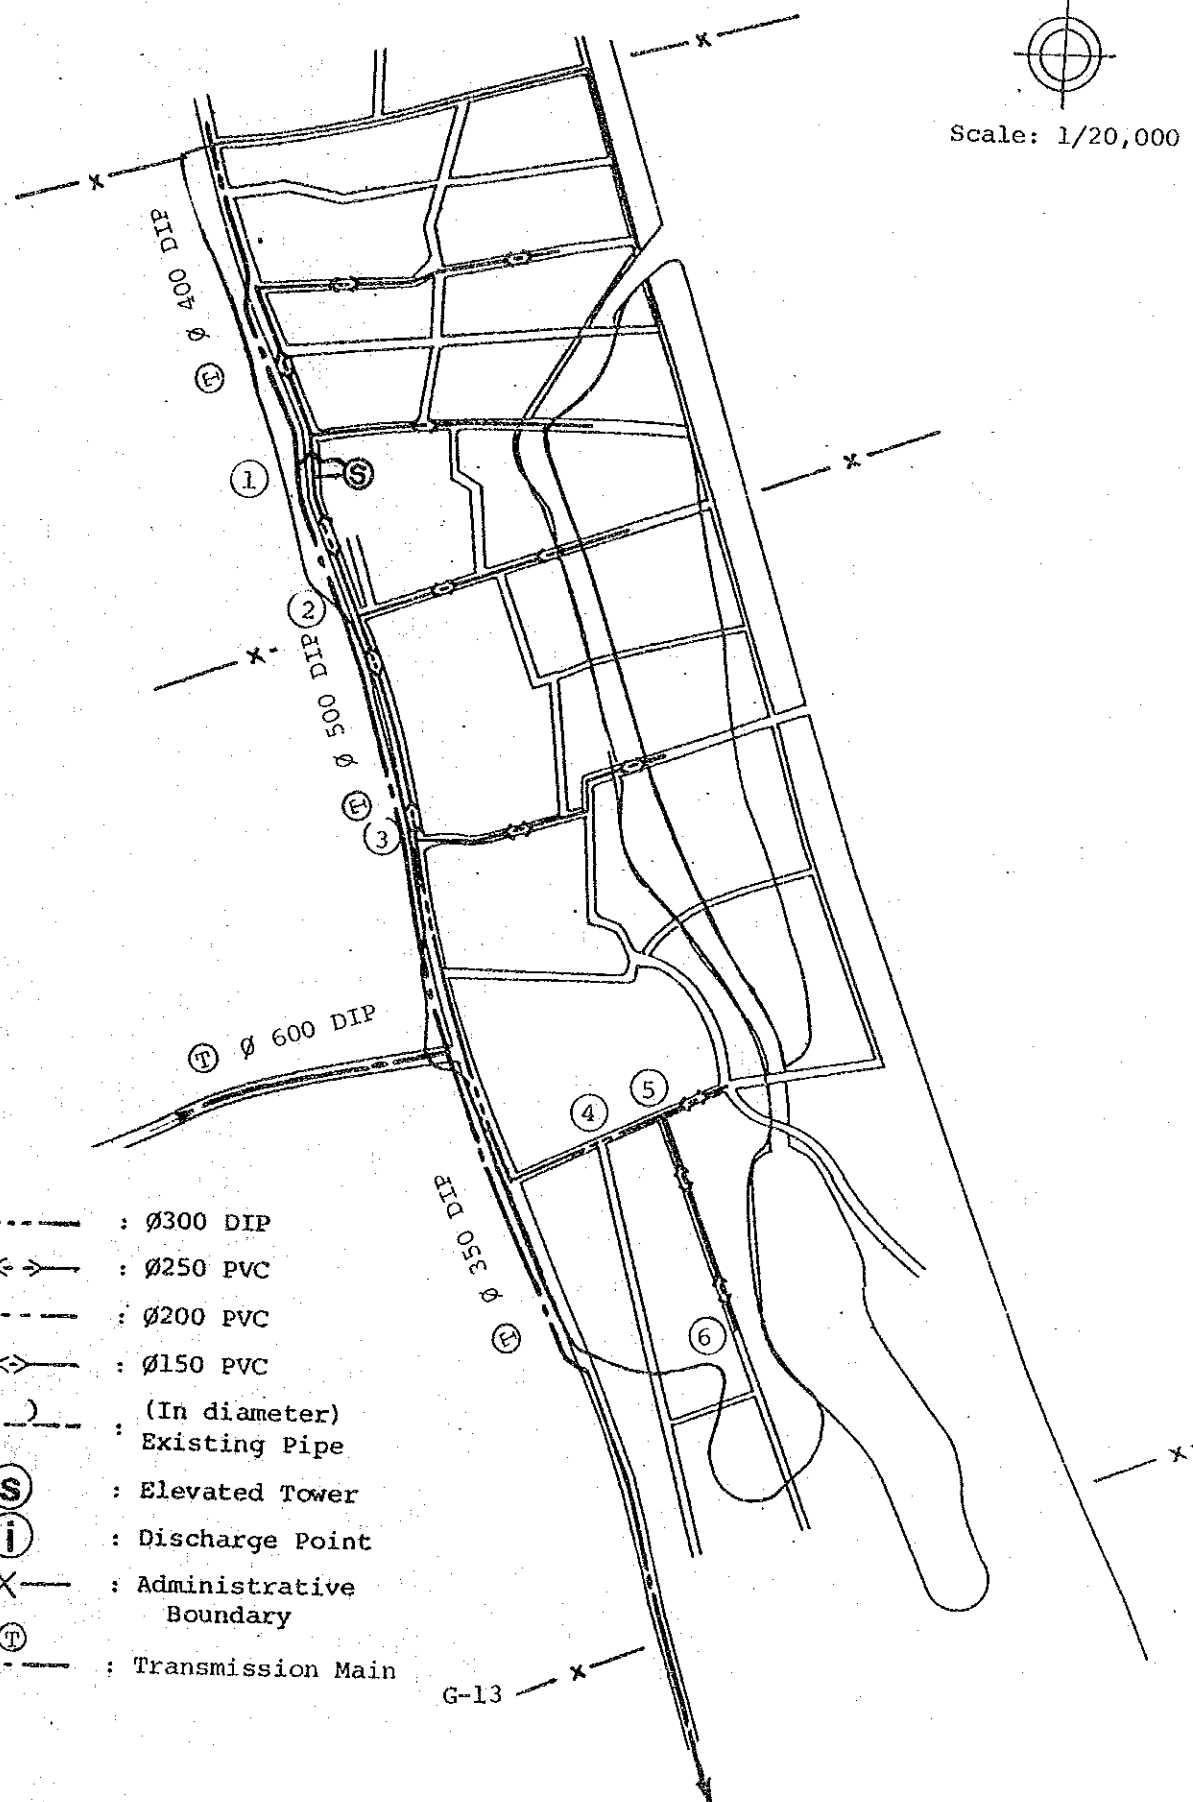 Scale: 1/20,000
x
x
Ø 400 DIP
T
1
S
x
2
x
Ø 500 DIP
T
3
T Ø 600 DIP
4
5
Ø 350 DIP
T
6
: Ø300 DIP
: Ø250 PVC
: Ø200 PVC
: Ø150 PVC
) : (In diameter)
Existing Pipe
S : Elevated Tower
i : Discharge Point
X : Administrative
Boundary
T
: Transmission Main
G-13
x
x